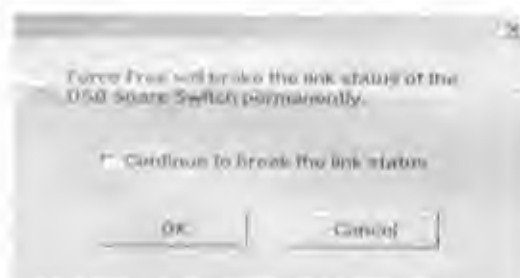 Force Free will broke the link status of the
USB Share Switch permanently.
Continue to break the link status
OK
Cancel